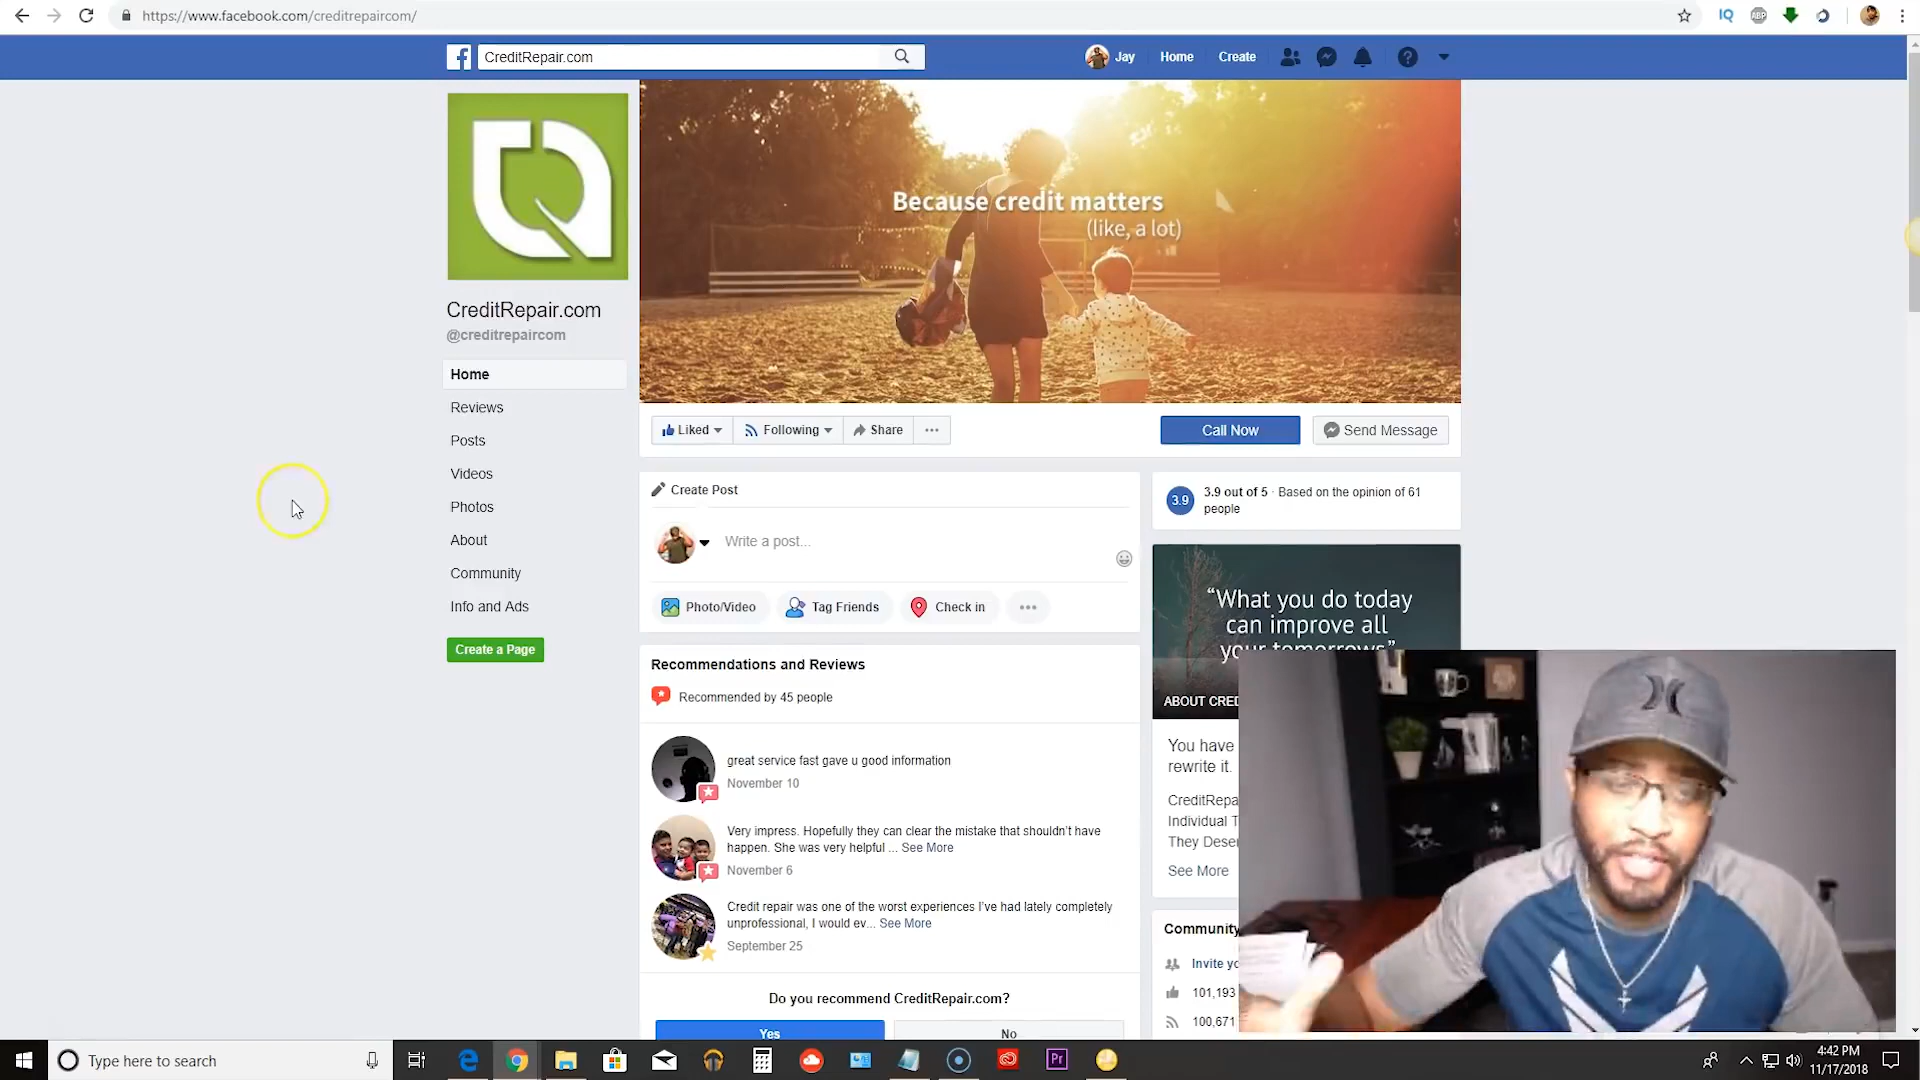 https://www.facebook.com/creditrepaircom/
IQ
ABP
CreditRepair.com
Jay
Home
Create
Because credit matters
(like, a lot)
CreditRepair.com
@creditrepaircom
Home
Reviews
Posts
Videos
Photos
About
Community
Info and Ads
Create a Page
Liked
Following
Share
Call Now
Send Message
Create Post
Write a post...
Photo/Video
Tag Friends
Check in
Recommendations and Reviews
Recommended by 45 people
great service fast gave u good information
November 10
Very impress. Hopefully they can clear the mistake that shouldn't have
happen. She was very helpful ... See More
November 6
Credit repair was one of the worst experiences I've had lately completely
unprofessional, I would ev... See More
September 25
Do you recommend CreditRepair.com?
Yes
No
3.9
3.9 out of 5 · Based on the opinion of 61
people
"What you do today
can improve all
your tomorrows"
ABOUT CRED
You have
rewrite it.
CreditRepa
Individual T
They Deser
See More
Community
Invite yo
101,193
100,671
Type here to search
Pr
4:42 PM
11/17/2018